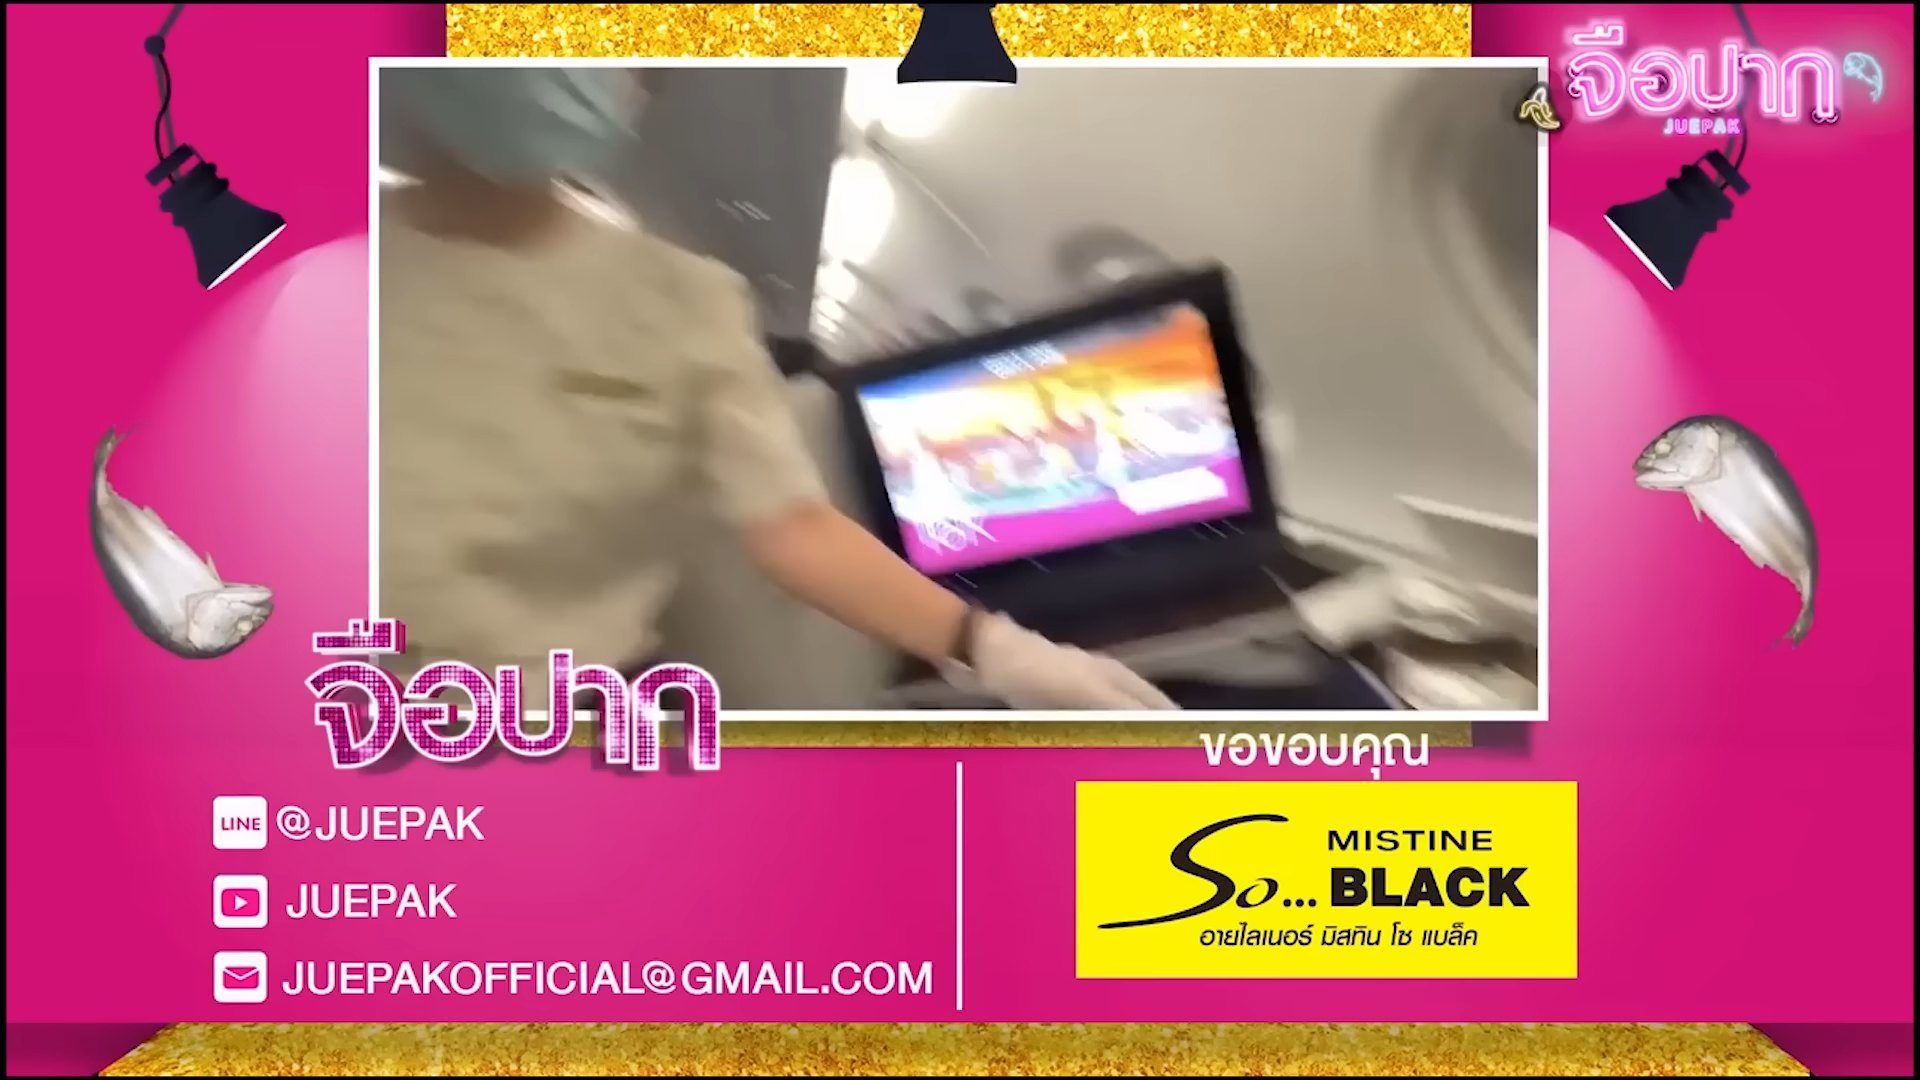 จือปาก
JUEPAK
จือปาก
LINE @JUEPAK
JUEPAK
JUEPAKOFFICIAL@GMAIL.COM
ขอขอบคุณ
So... MISTINE
BLACK
อายไลเนอร์ มิสทิน โซ แบล็ค